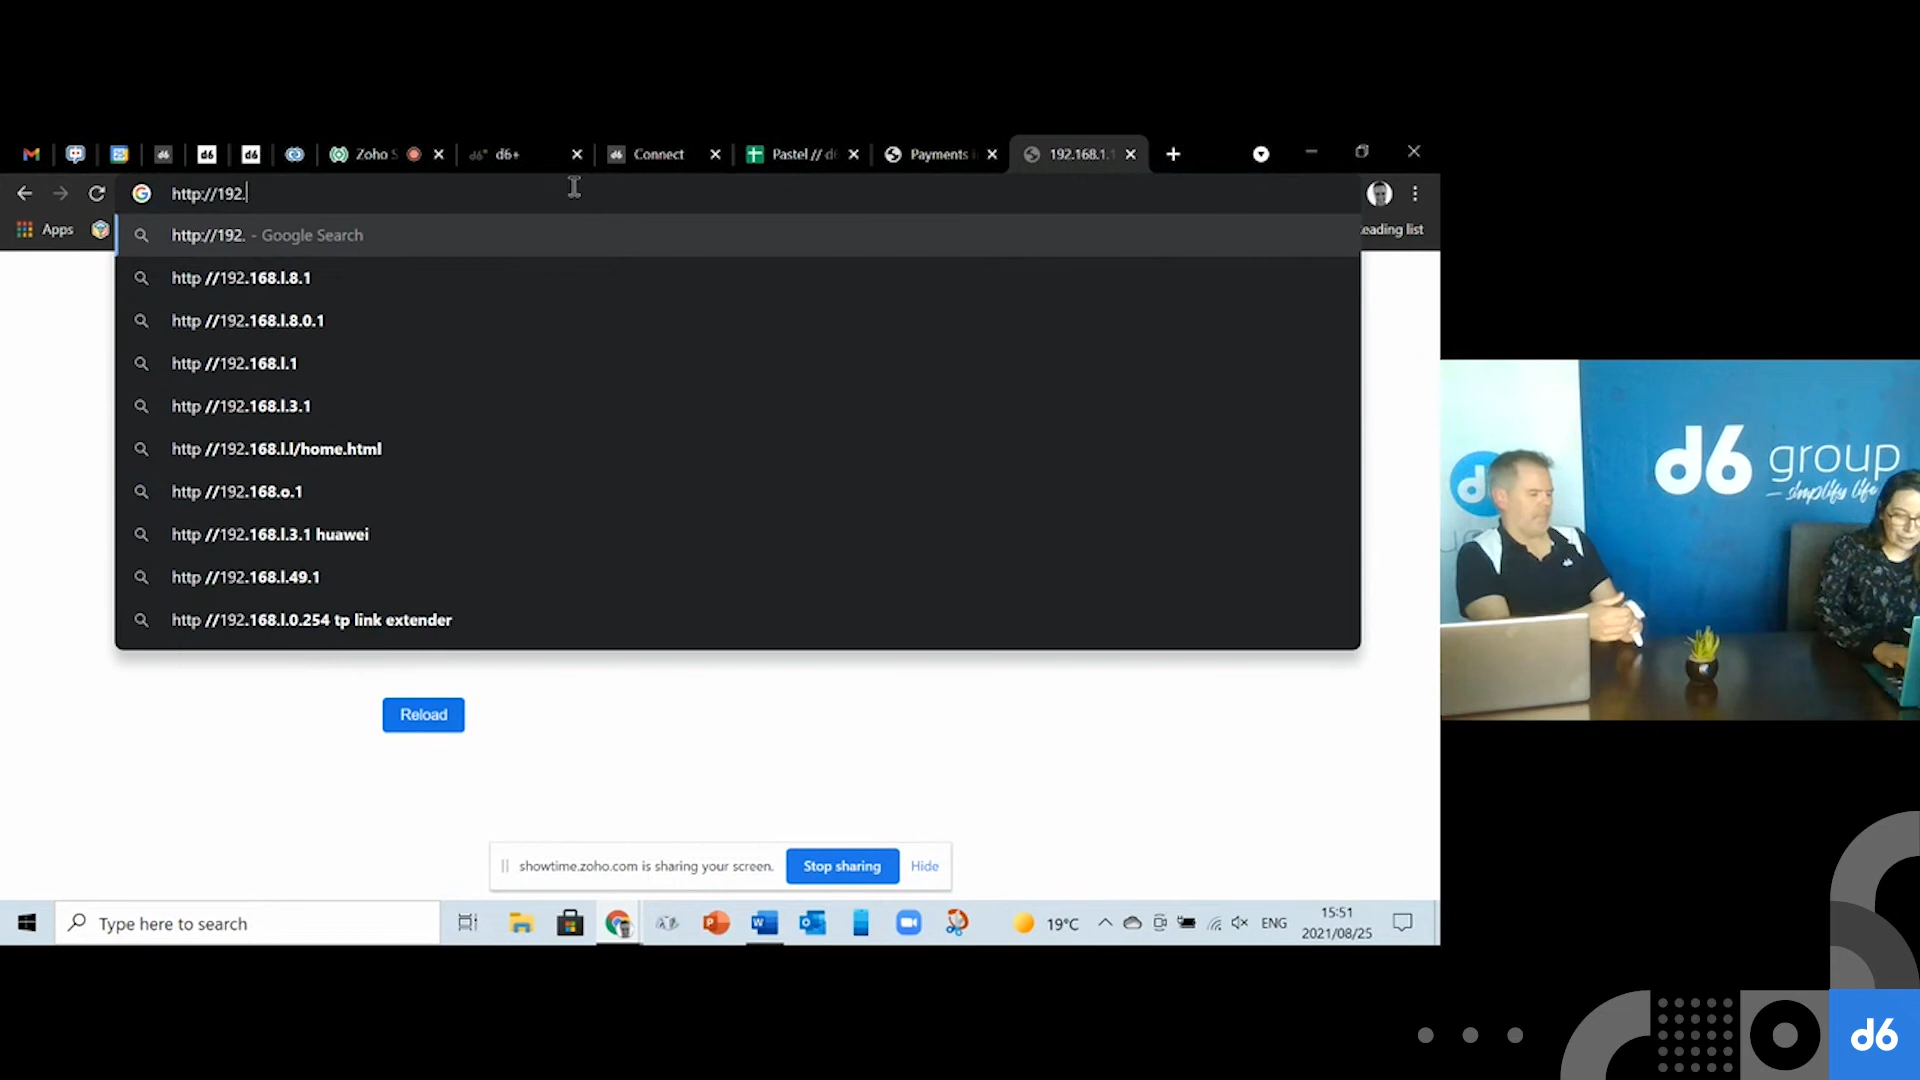 Zoho S
d6+
Connect
Pastel // d
Payments i
192.168.1.1
http://192.
Apps
eading list
http://192. - Google Search
http //192.168.l.8.1
http //192.168.l.8.0.1
http //192.168.l.1
http //192.168.l.3.1
http //192.168.l.l/home.html
http //192.168.o.1
http //192.168.l.3.1 huawei
http //192.168.l.49.1
http //192.168.l.0.254 tp link extender
Reload
d6 group
simplify life
showtime.zoho.com is sharing your screen.
Stop sharing
Hide
Type here to search
19°C
ENG
15:51
2021/08/25
d6